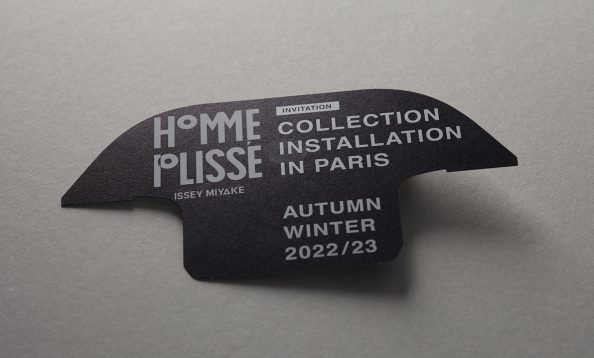 HOMME
PLISSÉ
ISSEY MIYAKE
INVITATION
COLLECTION
INSTALLATION
IN PARIS
AUTUMN
WINTER
2022/23